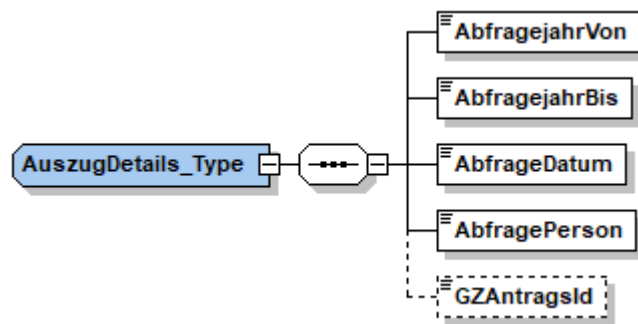 AbfragejahrVon
AbfragejahrBis
AuszugDetails_Type
AbfrageDatum
AbfragePerson
GZAntragsId